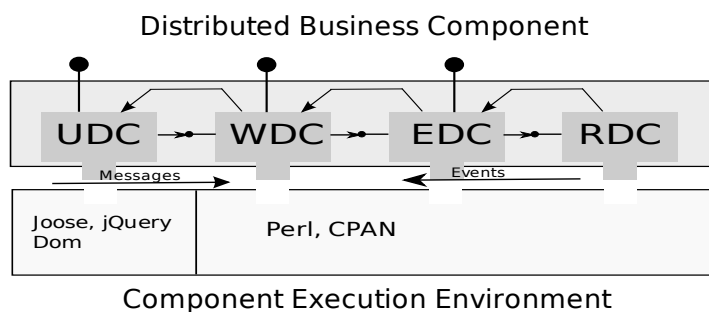 Distributed Business Component
UDC
WDC
EDC
RDC
Messages
Events
Joose, jQuery
Dom
Perl, CPAN
Component Execution Environment